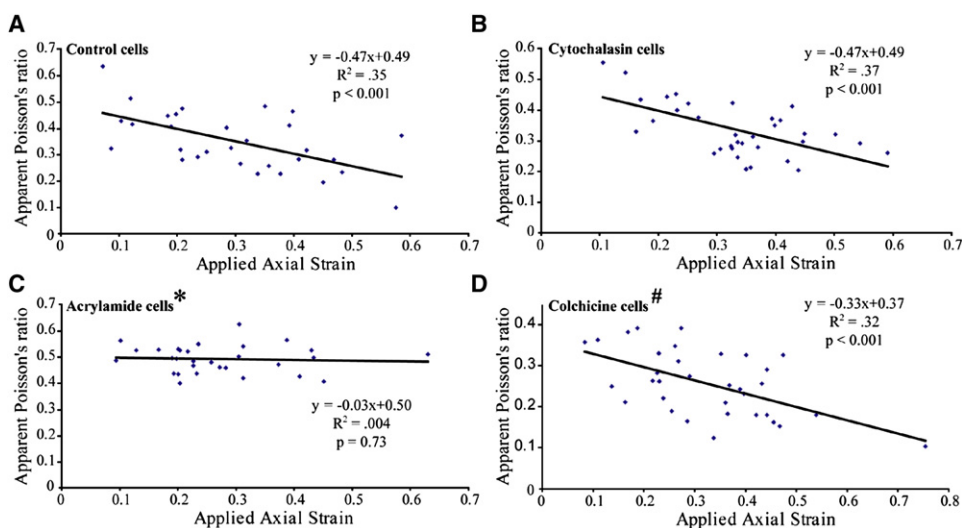 A
Control cells
y = -0.47x+0.49
R² = .35
p < 0.001
Apparent Poisson's ratio
0.7
0.6
0.5
0.4
0.3
0.2
0.1
0
0 0.1 0.2 0.3 0.4 0.5 0.6 0.7
Applied Axial Strain
B
Cytochalasin cells
y = -0.47x+0.49
R² = .37
p < 0.001
Apparent Poisson's ratio
0.6
0.5
0.4
0.3
0.2
0.1
0
0 0.1 0.2 0.3 0.4 0.5 0.6 0.7
Applied Axial Strain
C
Acrylamide cells*
y = -0.03x+0.50
R² = .004
p = 0.73
Apparent Poisson's ratio
0.7
0.6
0.5
0.4
0.3
0.2
0.1
0
0 0.1 0.2 0.3 0.4 0.5 0.6 0.7
Applied Axial Strain
D
Colchicine cells#
y = -0.33x+0.37
R² = .32
p < 0.001
Apparent Poisson's ratio
0.4
0.3
0.2
0.1
0
0 0.1 0.2 0.3 0.4 0.5 0.6 0.7 0.8
Applied Axial Strain